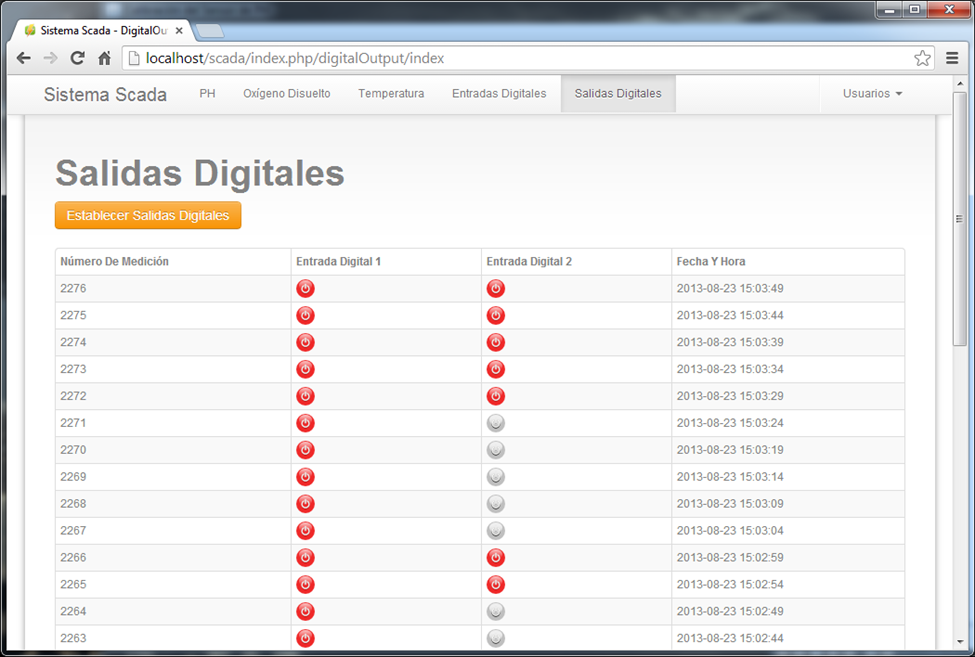 Sistema Scada - DigitalOu
localhost/scada/index.php/digitalOutput/index
Sistema Scada PH Oxígeno Disuelto Temperatura Entradas Digitales Salidas Digitales Usuarios
Salidas Digitales
Establecer Salidas Digitales
Número De Medición Entrada Digital 1 Entrada Digital 2 Fecha Y Hora
2276 2013-08-23 15:03:49
2275 2013-08-23 15:03:44
2274 2013-08-23 15:03:39
2273 2013-08-23 15:03:34
2272 2013-08-23 15:03:29
2271 2013-08-23 15:03:24
2270 2013-08-23 15:03:19
2269 2013-08-23 15:03:14
2268 2013-08-23 15:03:09
2267 2013-08-23 15:03:04
2266 2013-08-23 15:02:59
2265 2013-08-23 15:02:54
2264 2013-08-23 15:02:49
2263 2013-08-23 15:02:44